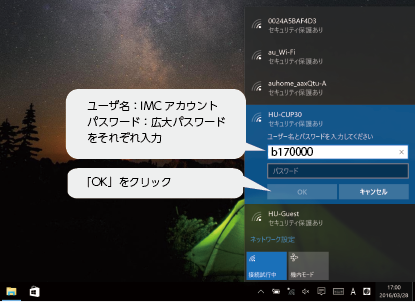 0024A5BAF4D3
セキュリティ保護あり
au_Wi-Fi
セキュリティ保護あり
auhome_aaxQtu-A
セキュリティ保護あり
HU-CUP30
セキュリティ保護あり
ユーザー名とパスワードを入力してください
b170000
×
パスワード
OK
キャンセル
ユーザ名：IMC アカウント
パスワード：広大パスワード
をそれぞれ入力
「OK」をクリック
HU-Guest
セキュリティ保護あり
ネットワーク設定
接続試行中
機内モード
A
17:00
2016/03/28